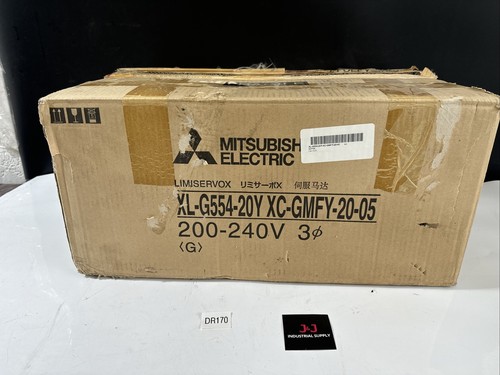 MITSUBISHI
ELECTRIC
LIMISERVOX リミサーボX 伺服马达
XL-G554-20Y XC-GMFY-20-05
200-240V 3φ
〈G〉
DR170
J&J
INDUSTRIAL SUPPLY